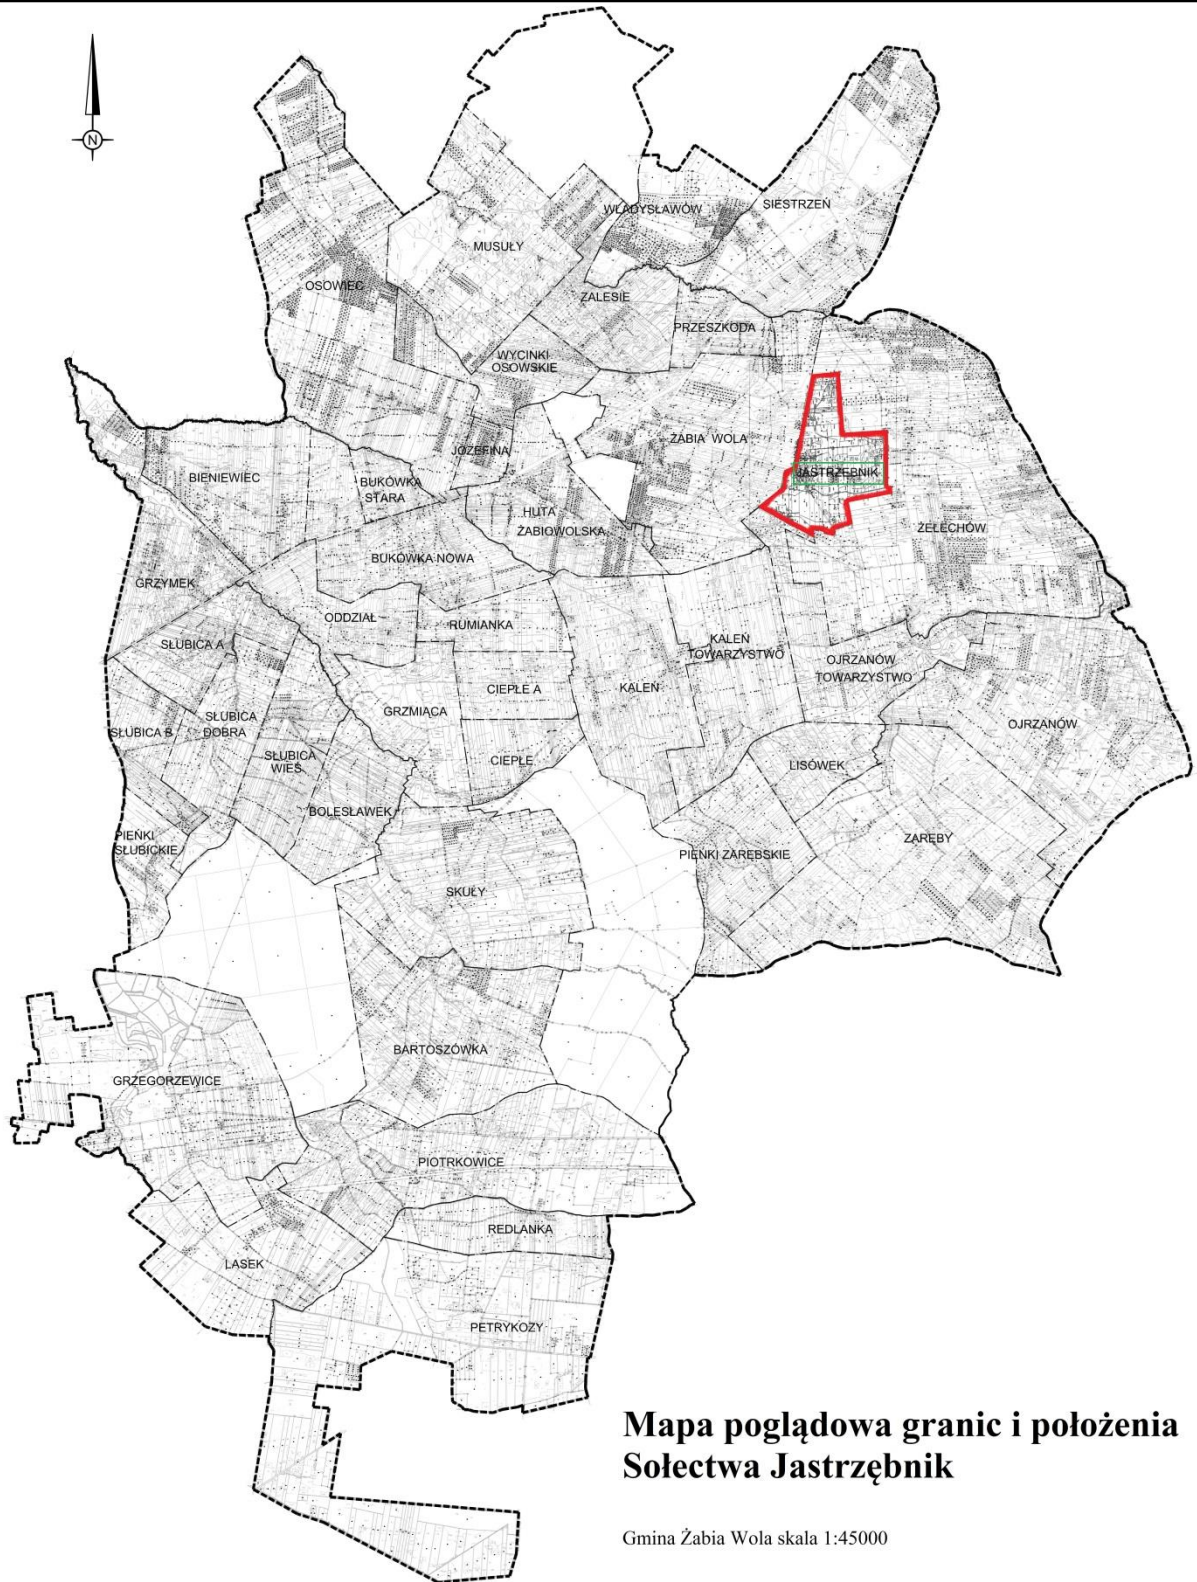 N
WŁADYSŁAWÓW
SIESTRZEŃ
MUSUŁY
OSOWIEC
ZALESIE
PRZESZKODA
WYCINKI
OSOWSKIE
ŻABIA WOLA
JÓZEFINA
JASTRZĘBNIK
BIENIEWIEC
BUKÓWKA
STARA
HUTA
ŻABIOWOLSKA
ŻELECHÓW
BUKÓWKA NOWA
GRZYMEK
ODDZIAŁ
RUMIANKA
SŁUBICA A
KALEŃ
TOWARZYSTWO
OJRZANÓW
TOWARZYSTWO
CIEPŁE A
KALEŃ
GRZMIĄCA
SŁUBICA
DOBRA
OJRZANÓW
SŁUBICA B
SŁUBICA
WIEŚ
CIEPŁE
LISÓWEK
BOLESŁAWEK
PIEŃKI
SŁUBICKIE
ZARĘBY
PIEŃKI ZARĘBSKIE
SKUŁY
BARTOSZÓWKA
GRZEGORZEWICE
PIOTRKOWICE
REDLANKA
LASEK
PETRYKOZY
Mapa poglądowa granic i położenia
Sołectwa Jastrzębnik
Gmina Żabia Wola skala 1:45000